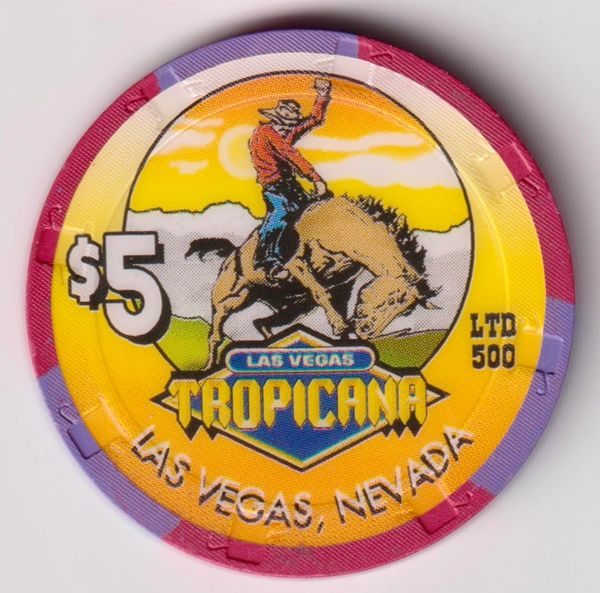 $5
LTD
500
LAS VEGAS
TROPICANA
LAS VEGAS, NEVADA